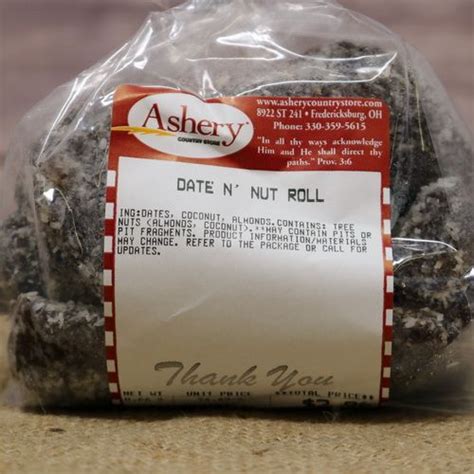 Ashery
COUNTRY STORE
www.asherycountrystore.com
8922 ST 241 • Fredericksburg, OH
Phone: 330-359-5615
"In all thy ways acknowledge
Him and He shall direct thy
paths." Prov. 3:6
DATE N' NUT ROLL
ING:DATES, COCONUT, ALMONDS.CONTAINS: TREE
NUTS (ALMONDS, COCONUT).**MAY CONTAIN PITS OR
PIT FRAGMENTS. PRODUCT INFORMATION/MATERIALS
MAY CHANGE. REFER TO THE PACKAGE OR CALL FOR
UPDATES.
Thank You
NET WT UNIT PRICE **TOTAL PRICE**